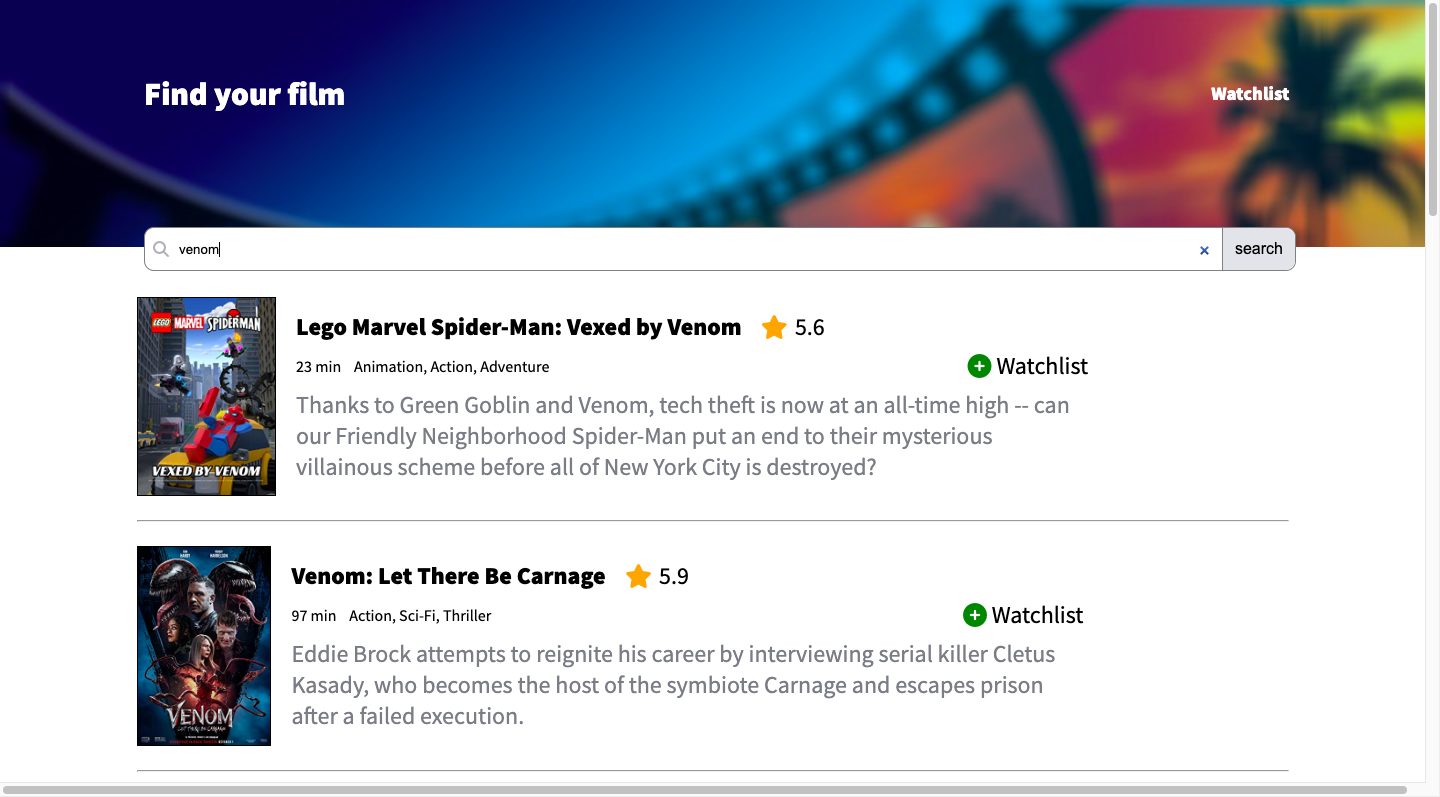 Find your film
Watchlist
venom
×
search
LEGO MARVEL SPIDERMAN
VEXED BY VENOM
Lego Marvel Spider-Man: Vexed by Venom 5.6
23 min Animation, Action, Adventure
+ Watchlist
Thanks to Green Goblin and Venom, tech theft is now at an all-time high -- can
our Friendly Neighborhood Spider-Man put an end to their mysterious
villainous scheme before all of New York City is destroyed?
VENOM
LET THERE BE CARNAGE
Venom: Let There Be Carnage 5.9
97 min Action, Sci-Fi, Thriller
+ Watchlist
Eddie Brock attempts to reignite his career by interviewing serial killer Cletus
Kasady, who becomes the host of the symbiote Carnage and escapes prison
after a failed execution.